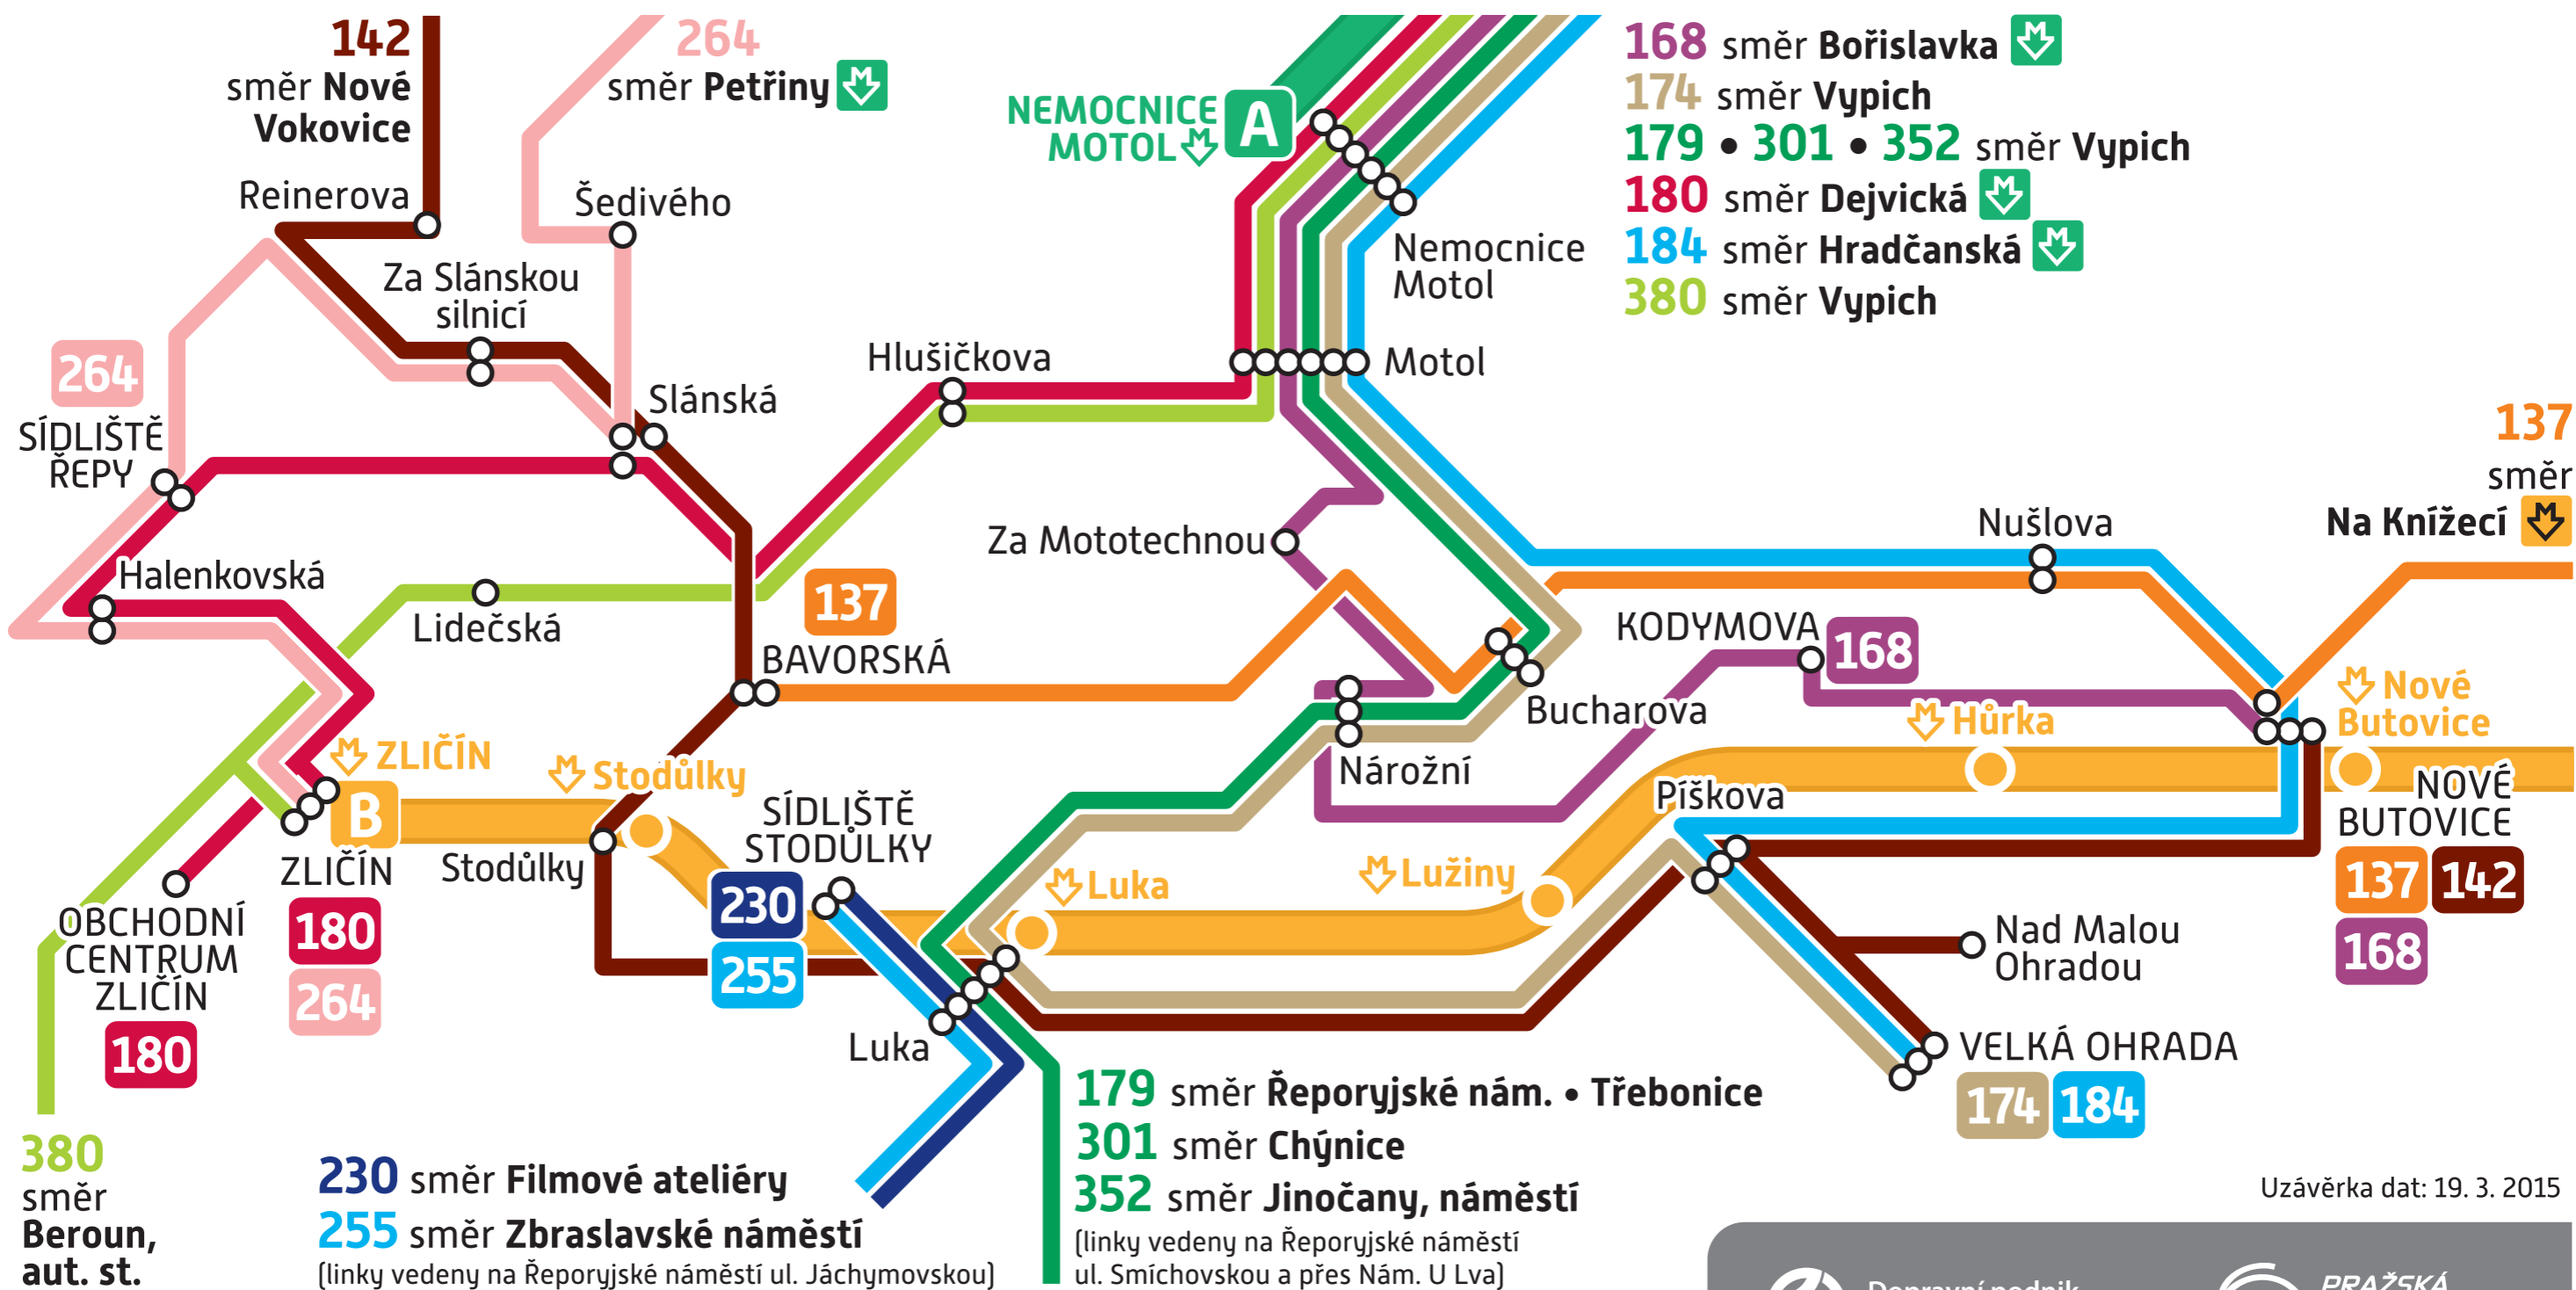 142
směr Nové
Vokovice
264
směr Petřiny M
NEMOCNICE
MOTOL M A
168 směr Bořislavka M
174 směr Vypich
179 • 301 • 352 směr Vypich
180 směr Dejvická M
184 směr Hradčanská M
380 směr Vypich
Reinerova
Šedivého
Za Slánskou
silnicí
Nemocnice
Motol
264
SÍDLIŠTĚ
ŘEPY
Slánská
Hlušičkova
Motol
137
směr
Na Knížecí M
Halenkovská
Lidečská
137
BAVORSKÁ
Za Mototechnou
Nušlova
KODYMOVA 168
Bucharova
Nárožní
M Hůrka
M Nové
Butovice
M ZLIČÍN
B
M Stodůlky
Stodůlky
SÍDLIŠTĚ
STODŮLKY
230
255
M Luka
M Lužiny
Píškova
NOVÉ
BUTOVICE
137 142
168
ZLIČÍN
180
264
OBCHODNÍ
CENTRUM
ZLIČÍN
180
Luka
Nad Malou
Ohradou
VELKÁ OHRADA
174 184
380
směr
Beroun,
aut. st.
230 směr Filmové ateliéry
255 směr Zbraslavské náměstí
(linky vedeny na Řeporyjské náměstí ul. Jáchymovskou)
179 směr Řeporyjské nám. • Třebonice
301 směr Chýnice
352 směr Jinočany, náměstí
(linky vedeny na Řeporyjské náměstí
ul. Smíchovskou a přes Nám. U Lva)
Uzávěrka dat: 19. 3. 2015
Dopravní podnik
PRAŽSKÁ